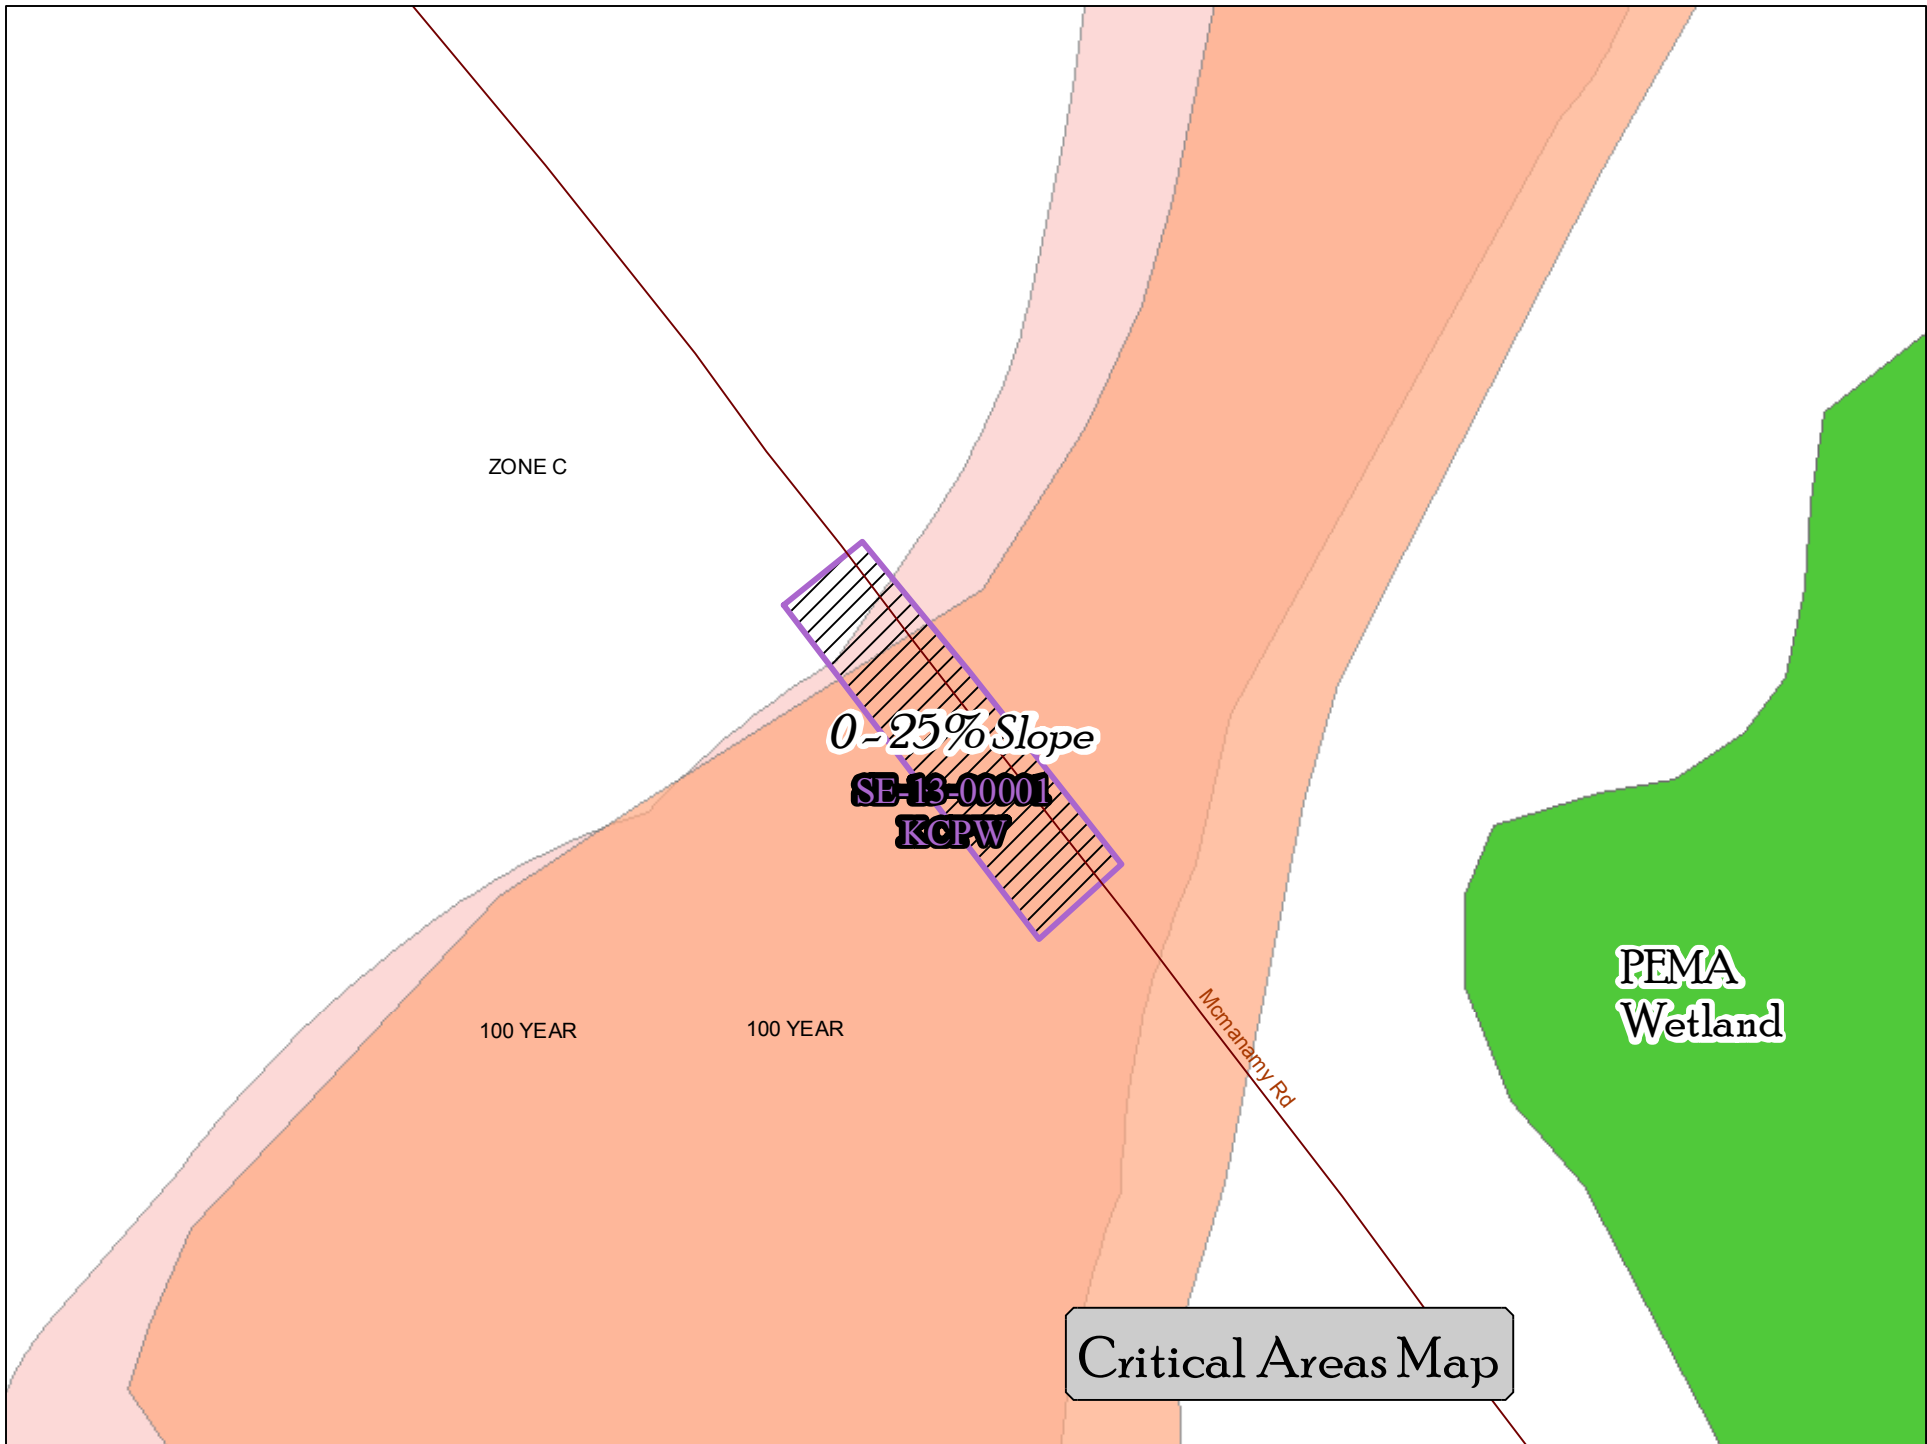 ZONE C
0 - 25% Slope
SE-13-00001
KCPW
PEMA
Wetland
100 YEAR
100 YEAR
Mcmanamy Rd
Critical Areas Map